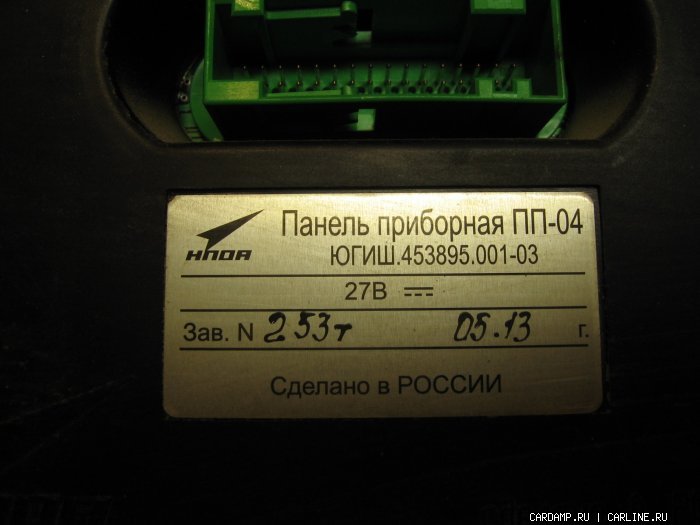 Панель приборная ПП-04
НПОА
ЮГИШ.453895.001-03
27В
Зав. N 253т 05.13 г.
Сделано в РОССИИ
CARDAMP.RU | CARLINE.RU